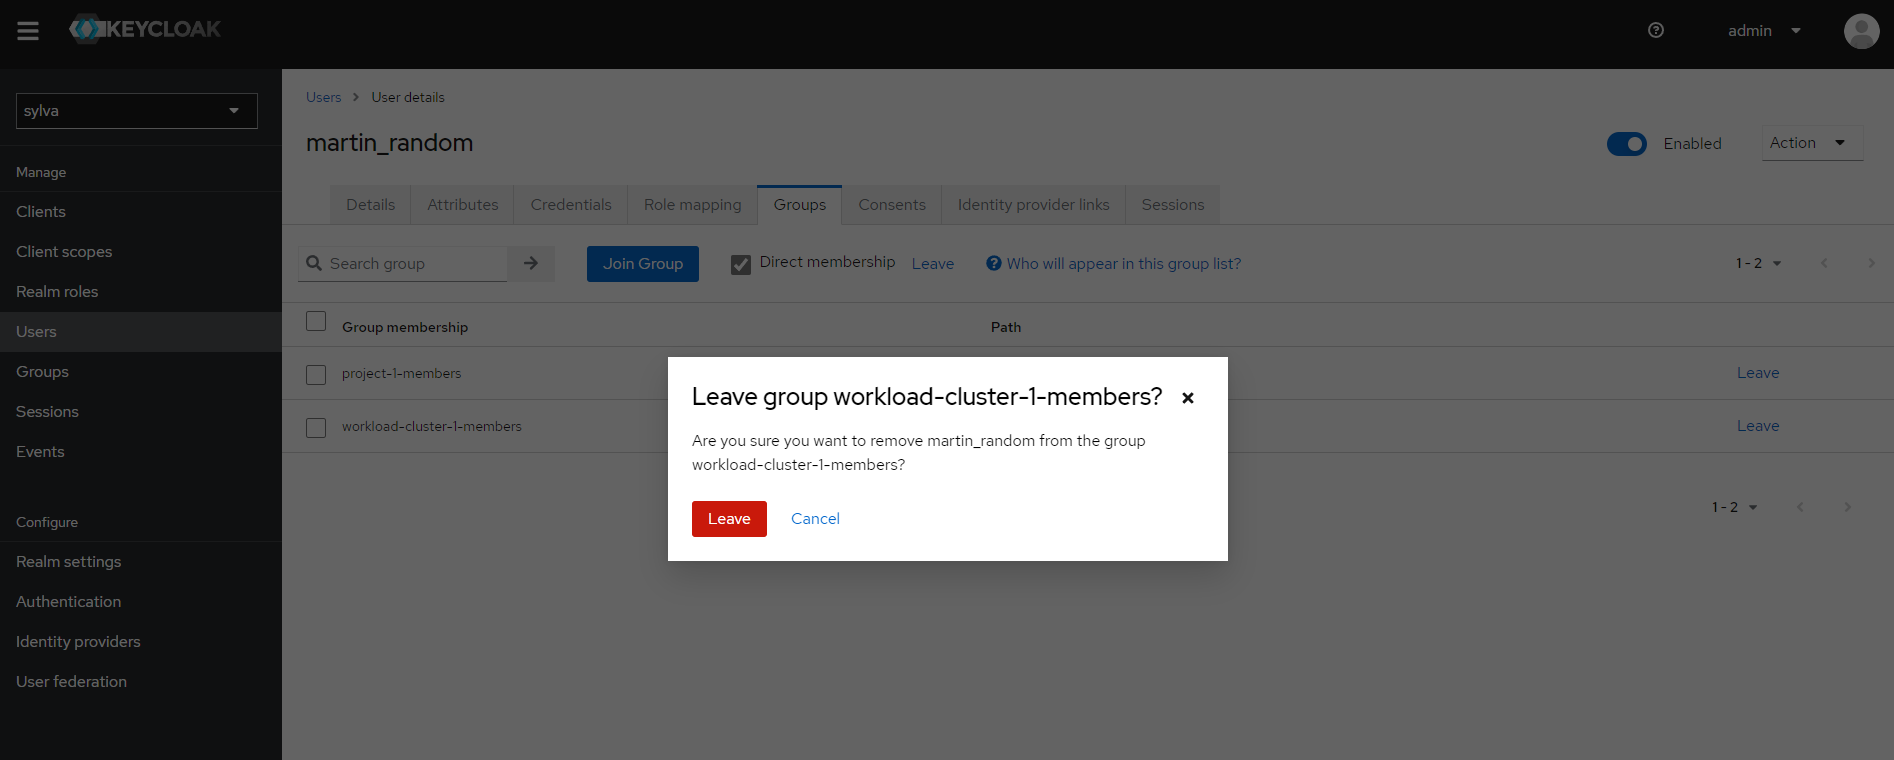 KEYCLOAK
admin
sylva
Manage
Clients
Client scopes
Realm roles
Users
Groups
Sessions
Events
Configure
Realm settings
Authentication
Identity providers
User federation
Users > User details
martin_random
Enabled
Action
Details Attributes Credentials Role mapping Groups Consents Identity provider links Sessions
Search group Join Group Direct membership Leave Who will appear in this group list? 1 - 2
Group membership Path
project-1-members Leave
workload-cluster-1-members Leave
Leave group workload-cluster-1-members?
Are you sure you want to remove martin_random from the group
workload-cluster-1-members?
Leave Cancel
1 - 2